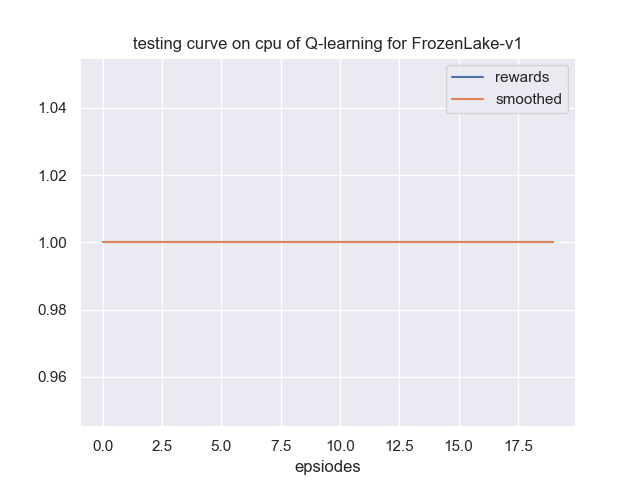 testing curve on cpu of Q-learning for FrozenLake-v1
rewards
smoothed
1.04
1.02
1.00
0.98
0.96
0.0 2.5 5.0 7.5 10.0 12.5 15.0 17.5
epsiodes